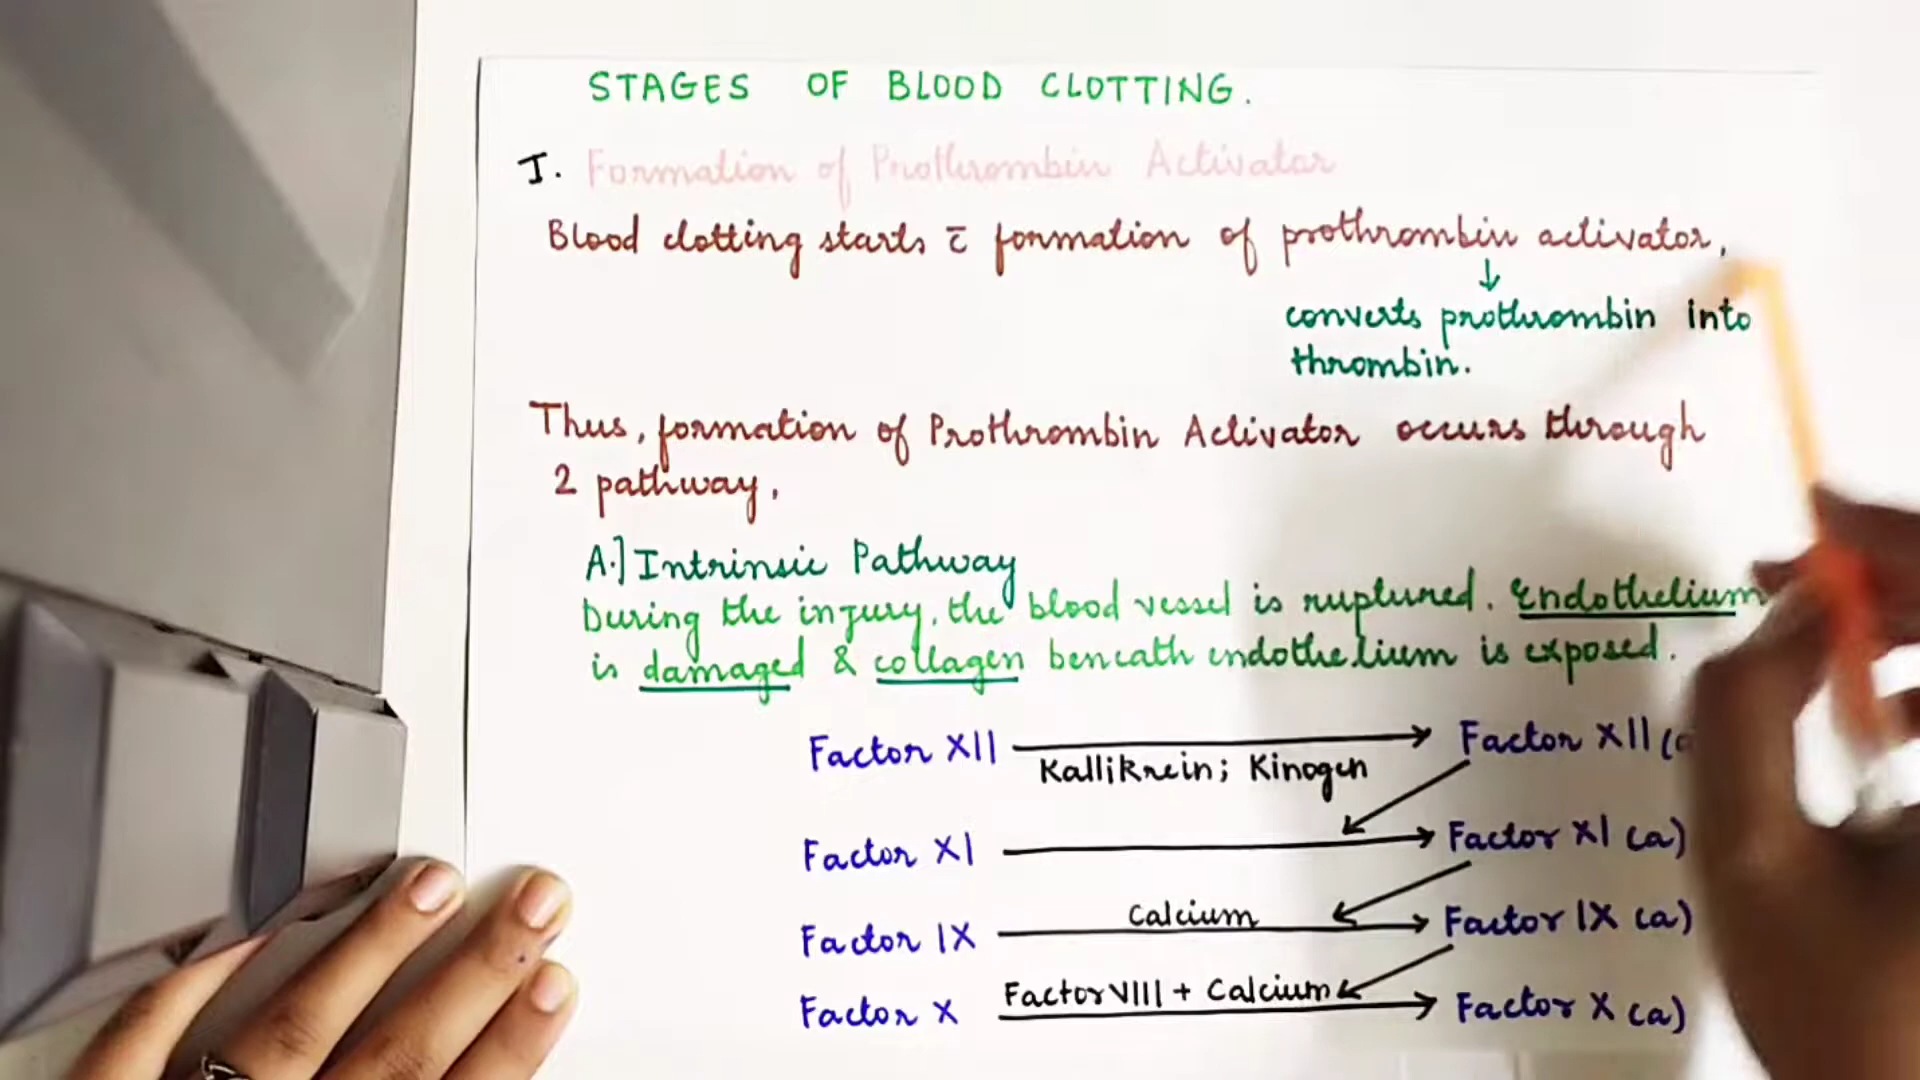 STAGES OF BLOOD CLOTTING.
I. Formation of Prothrombin Activator
Blood clotting starts c̄ formation of prothrombin activator,
↓
converts prothrombin into
thrombin.
Thus, formation of Prothrombin Activator occurs through
2 pathway,
A.] Intrinsic Pathway
During the injury, the blood vessel is ruptured. Endothelium
is damaged & collagen beneath endothelium is exposed.
Factor XII → Factor XII (a
Kallikrein; Kinogen
Factor XI → Factor XI (a)
Calcium
Factor IX → Factor IX (a)
Factor VIII + Calcium
Factor X → Factor X (a)